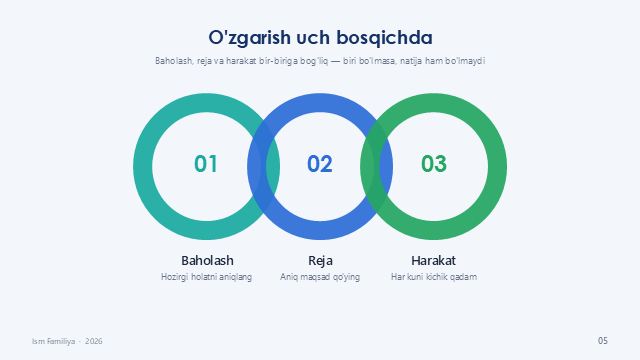 O'zgarish uch bosqichda
Baholash, reja va harakat bir-biriga bog'liq — biri bo'lmasa, natija ham bo'lmaydi
01 02 03
Baholash Reja Harakat
Hozirgi holatni aniqlang Aniq maqsad qo'ying Har kuni kichik qadam
Ism Familiya · 2026 05